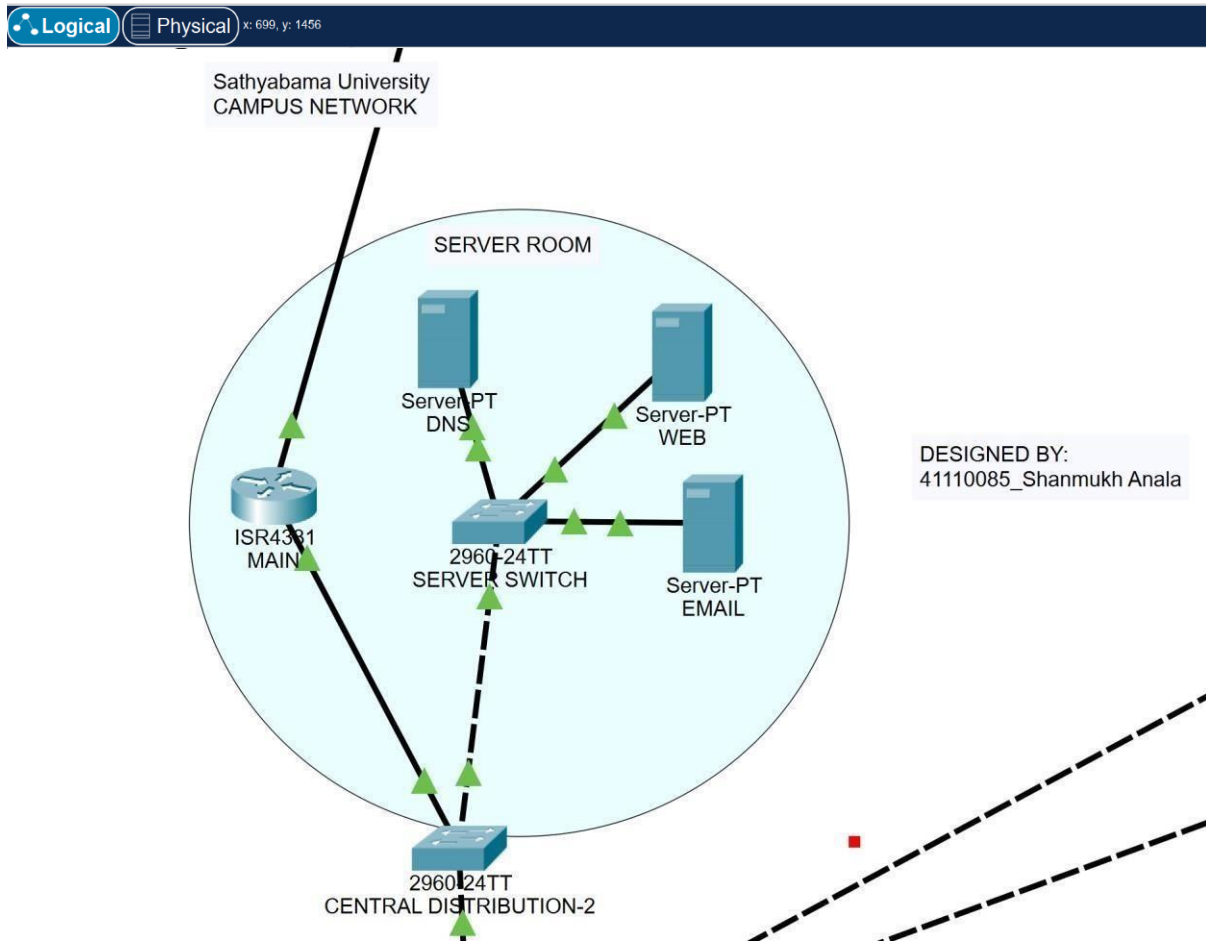 Logical
Physical
x: 699, y: 1456
Sathyabama University
CAMPUS NETWORK
SERVER ROOM
Server-PT
DNS
Server-PT
WEB
DESIGNED BY:
41110085_Shanmukh Anala
ISR4331
MAIN
2960-24TT
SERVER SWITCH
Server-PT
EMAIL
2960-24TT
CENTRAL DISTRIBUTION-2